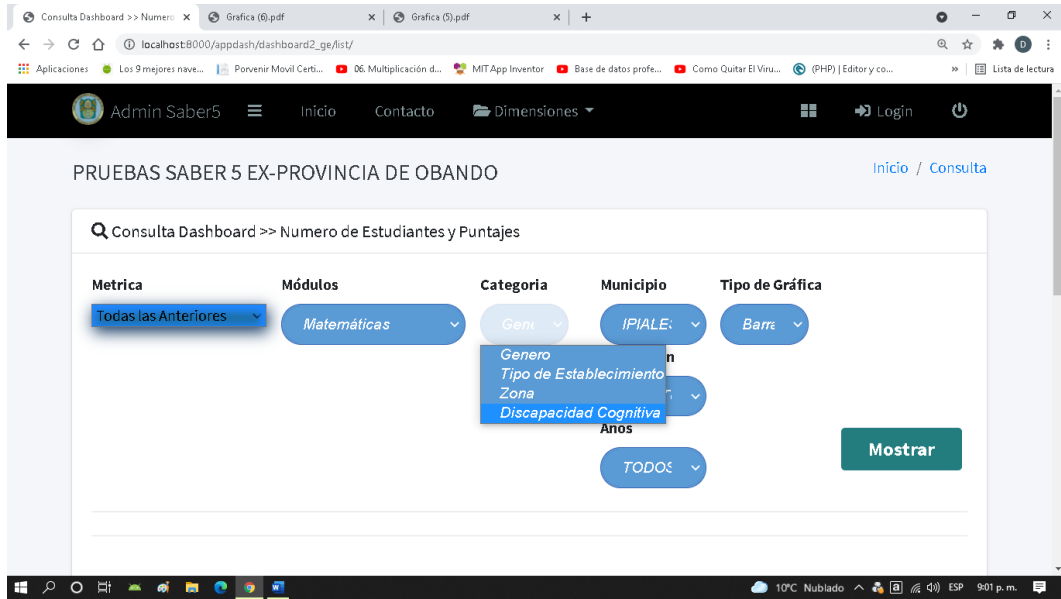 Consulta Dashboard >> Numero
Grafica (6).pdf
Grafica (5).pdf
localhost:8000/appdash/dashboard2_ge/list/
D
Aplicaciones
Los 9 mejores nave...
Porvenir Movil Certi...
06. Multiplicación d...
MIT App Inventor
Base de datos profe...
Como Quitar El Viru...
(PHP) | Editor y co...
»
Lista de lectura
Admin Saber5
Inicio
Contacto
Dimensiones
Login
PRUEBAS SABER 5 EX-PROVINCIA DE OBANDO
Inicio / Consulta
Consulta Dashboard >> Numero de Estudiantes y Puntajes
Metrica
Módulos
Categoria
Municipio
Tipo de Gráfica
Todas las Anteriores
Matemáticas
Gene
IPIALES
Barra
Genero
Tipo de Establecimiento
Zona
Discapacidad Cognitiva
n
Años
TODOS
Mostrar
10°C Nublado
ESP
9:01 p. m.